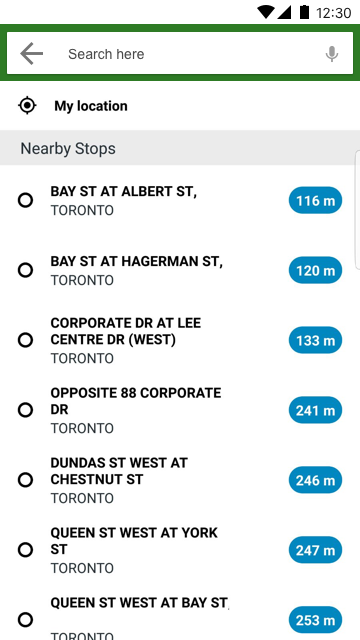 12:30
Search here
My location
Nearby Stops
BAY ST AT ALBERT ST,
TORONTO
116 m
BAY ST AT HAGERMAN ST,
TORONTO
120 m
CORPORATE DR AT LEE
CENTRE DR (WEST)
TORONTO
133 m
OPPOSITE 88 CORPORATE
DR
TORONTO
241 m
DUNDAS ST WEST AT
CHESTNUT ST
TORONTO
246 m
QUEEN ST WEST AT YORK
ST
TORONTO
247 m
QUEEN ST WEST AT BAY ST,
TORONTO
253 m